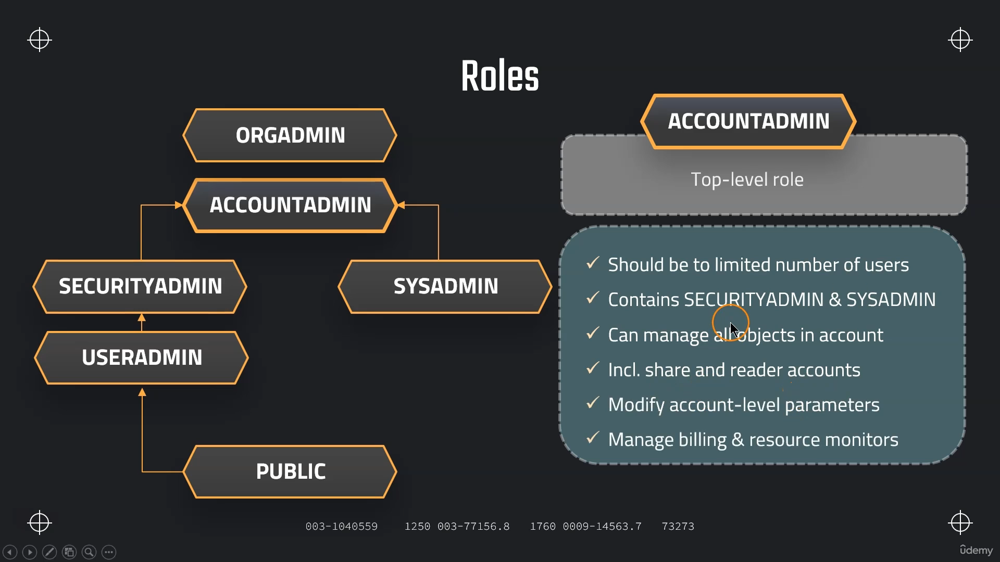 Roles
ORGADMIN
ACCOUNTADMIN
SECURITYADMIN
SYSADMIN
USERADMIN
PUBLIC
ACCOUNTADMIN
Top-level role
✓ Should be to limited number of users
✓ Contains SECURITYADMIN & SYSADMIN
✓ Can manage all objects in account
✓ Incl. share and reader accounts
✓ Modify account-level parameters
✓ Manage billing & resource monitors
003-1040559 1250 003-77156.8 1760 0009-14563.7 73273
ûdemy